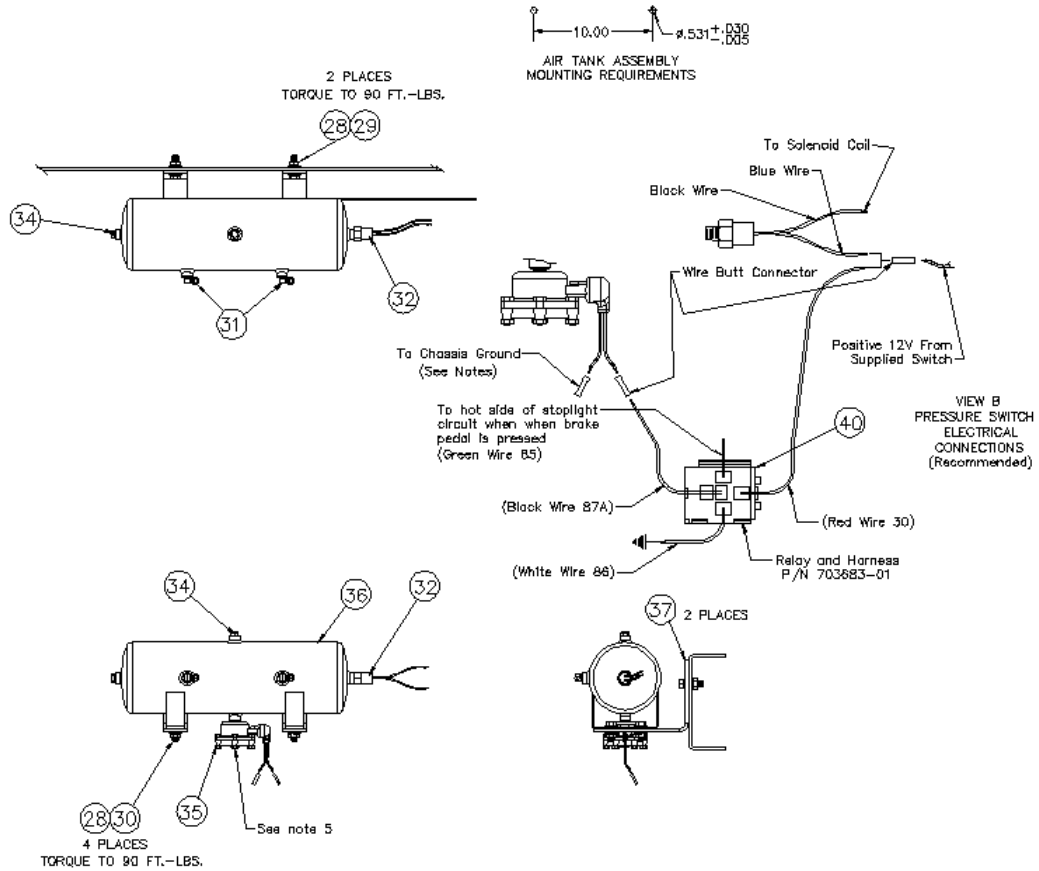 10.00
ø.531 +.030 -.005
AIR TANK ASSEMBLY
MOUNTING REQUIREMENTS
2 PLACES
TORQUE TO 90 FT.-LBS.
28 29
34
32
31
To Solenoid Coil
Blue Wire
Black Wire
Wire Butt Connector
Positive 12V From
Supplied Switch
To Chassis Ground
(See Notes)
To hot side of stoplight
circuit when when brake
pedal is pressed
(Green Wire 85)
40
VIEW B
PRESSURE SWITCH
ELECTRICAL
CONNECTIONS
(Recommended)
(Black Wire 87A)
(Red Wire 30)
(White Wire 86)
Relay and Harness
P/N 703683-01
34
36
32
37 2 PLACES
28 30
35
See note 5
4 PLACES
TORQUE TO 90 FT.-LBS.